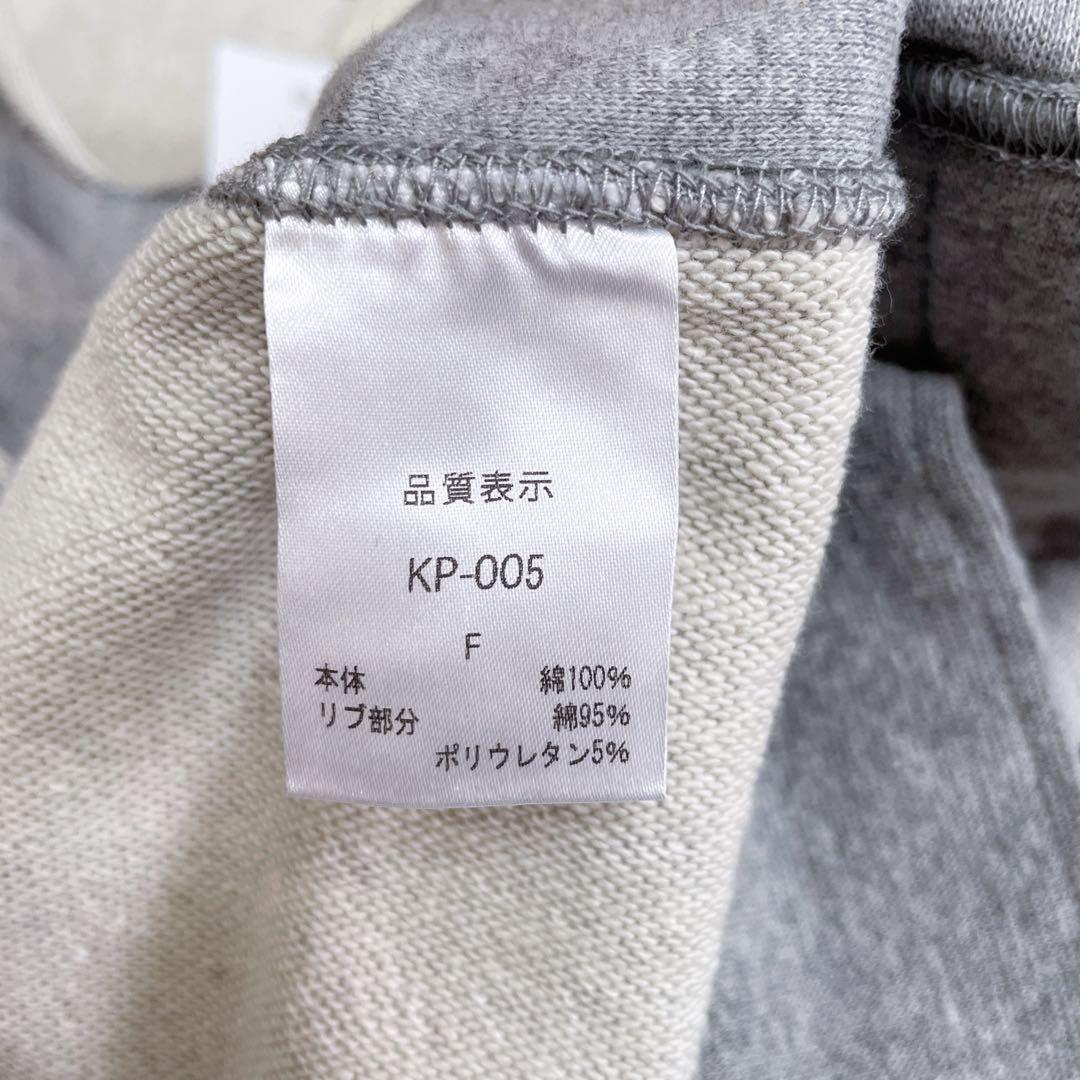 品質表示
KP-005
F
本体 綿100%
リブ部分 綿95%
ポリウレタン5%